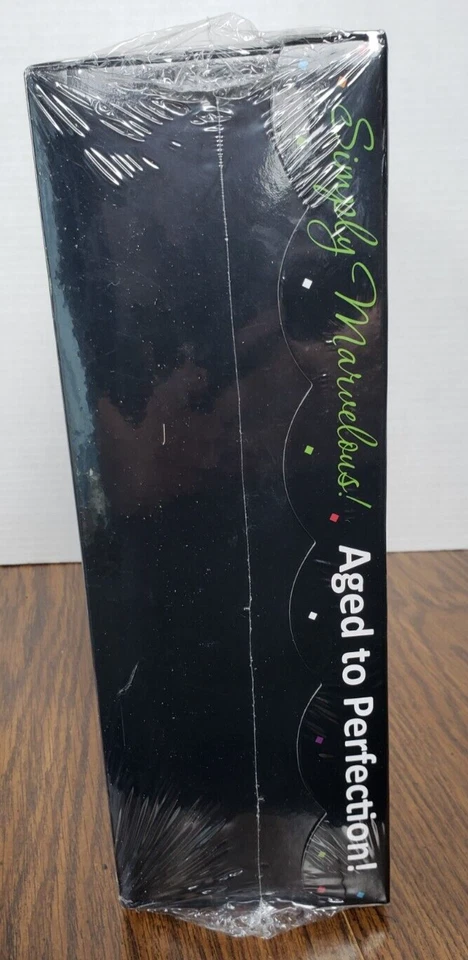 Simply Marvelous!
Aged to Perfection!